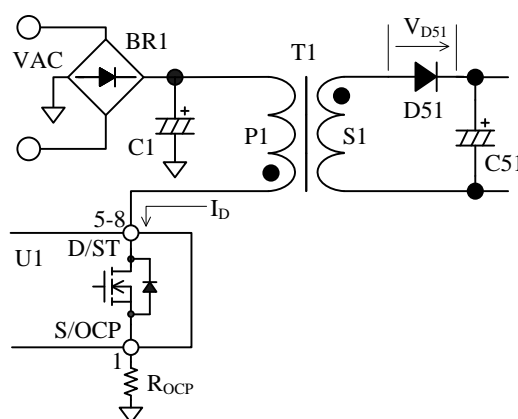 V_D51
BR1
T1
VAC
D51
C1
P1
S1
C51
5-8
I_D
D/ST
U1
S/OCP
1
R_OCP